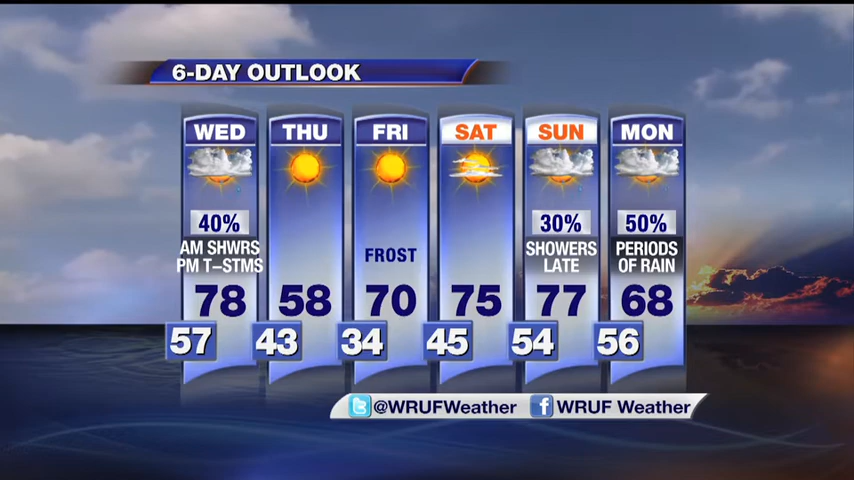 6-DAY OUTLOOK
WED THU FRI SAT SUN MON
40% 30% 50%
AM SHWRS FROST SHOWERS PERIODS
PM T-STMS LATE OF RAIN
78 58 70 75 77 68
57 43 34 45 54 56
@WRUFWeather WRUF Weather